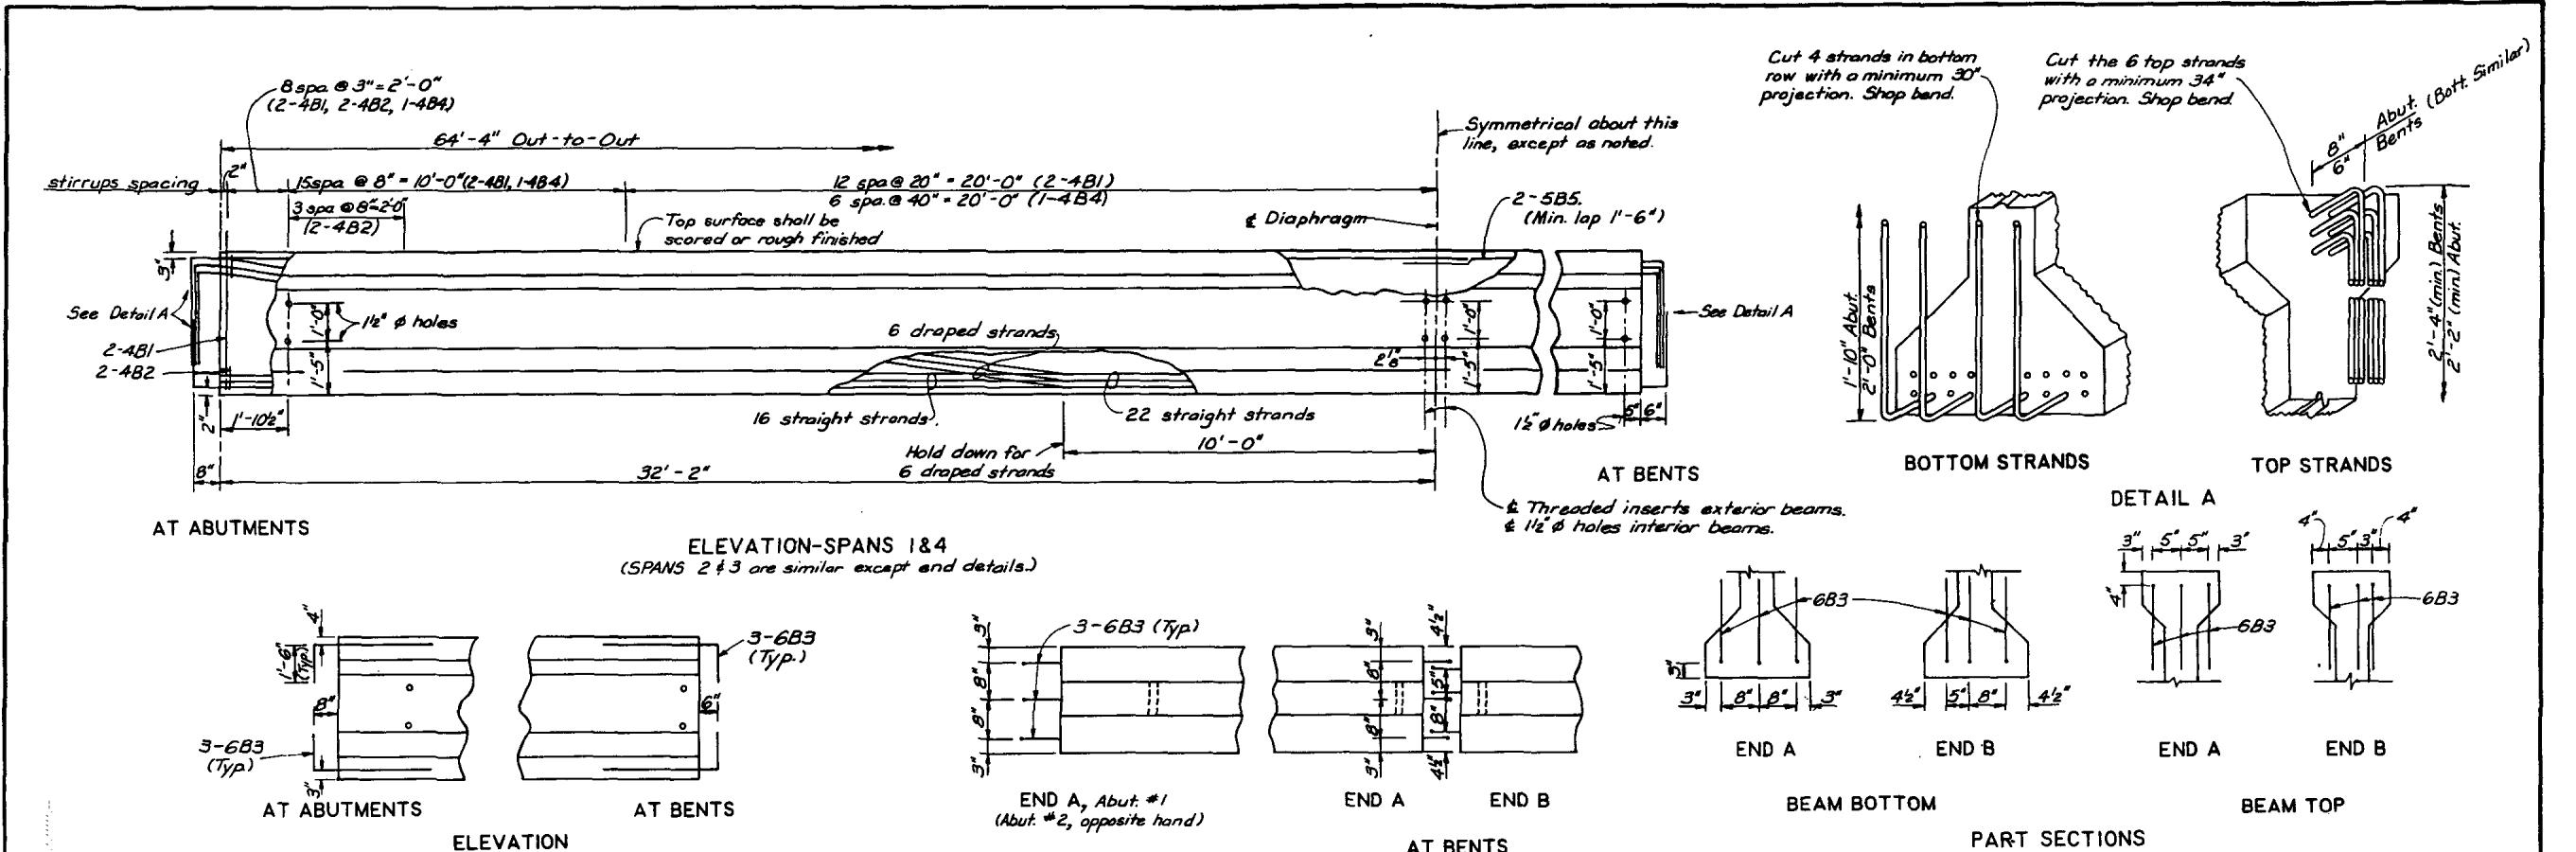 8 spa @ 3" = 2'-0"
(2-4B1, 2-4B2, 1-4B4)
64'-4" Out-to-Out
stirrups spacing
2"
15 spa @ 8" = 10'-0" (2-4B1, 1-4B4)
3 spa @ 8" = 2'-0"
(2-4B2)
12 spa @ 20" = 20'-0" (2-4B1)
6 spa. @ 40" = 20'-0" (1-4B4)
Top surface shall be
scored or rough finished
Symmetrical about this
line, except as noted.
℄ Diaphragm
2-5B5.
(Min. lap 1'-6")
3"
See Detail A
2-4B1
2-4B2
1'-0"
1½" ø holes
1'-5"
2"
1'-10½"
8"
6 draped strands
16 straight strands
22 straight strands
Hold down for
6 draped strands
10'-0"
32'-2"
2⅛"
1'-0"
1'-5"
1'-0"
1'-5"
1½" ø holes
5"
6"
See Detail A
AT BENTS
℄ Threaded inserts exterior beams.
℄ 1½" ø holes interior beams.
AT ABUTMENTS
ELEVATION-SPANS 1&4
(SPANS 2 & 3 are similar except end details.)
Cut 4 strands in bottom
row with a minimum 30"
projection. Shop bend.
1'-10" Abut.
2'-0" Bents
BOTTOM STRANDS
Cut the 6 top strands
with a minimum 34"
projection. Shop bend.
8" Abut. (Bott. Similar)
6" Bents
2'-4" (min.) Bents
2'-2" (min.) Abut.
TOP STRANDS
DETAIL A
4"
1'-6"
(Typ.)
8"
3-6B3
(Typ.)
3"
3-6B3
(Typ.)
6"
AT ABUTMENTS
AT BENTS
ELEVATION
3"
8"
8"
3"
3-6B3 (Typ.)
3"
8"
8"
3"
4½"
5"
8"
4½"
END A, Abut. #1
(Abut. #2, opposite hand)
END A
END B
AT BENTS
6B3
3"
3"
8"
8"
3"
4½"
5"
8"
4½"
END A
END B
BEAM BOTTOM
3"
5"
5"
3"
4"
6B3
4"
5"
3"
4"
6B3
END A
END B
BEAM TOP
PART SECTIONS